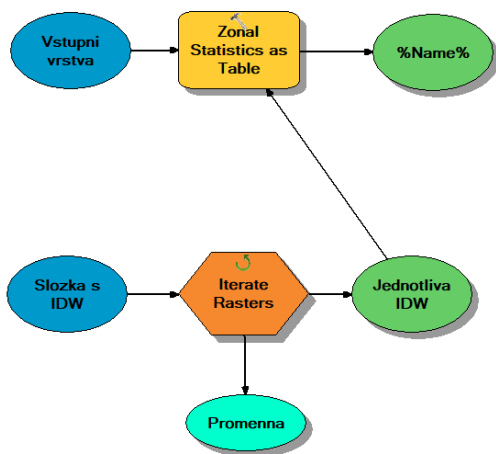 Vstupni
vrstva
Zonal
Statistics as
Table
%Name%
Slozka s
IDW
Iterate
Rasters
Jednotliva
IDW
Promenna